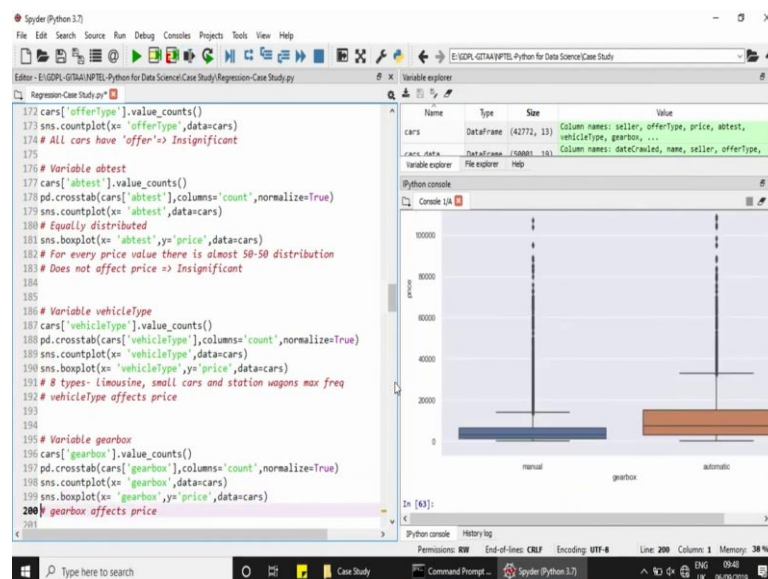 Spyder (Python 3.7)
File Edit Search Source Run Debug Consoles Projects Tools View Help
E:\GDPL-GITAA\NPTEL-Python for Data Science\Case Study
Editor - E:\GDPL-GITAA\NPTEL-Python for Data Science\Case Study\Regression-Case Study.py
Regression-Case Study.py*
172 cars['offerType'].value_counts()
173 sns.countplot(x= 'offerType',data=cars)
174 # All cars have 'offer'=> Insignificant
175
176 # Variable abtest
177 cars['abtest'].value_counts()
178 pd.crosstab(cars['abtest'],columns='count',normalize=True)
179 sns.countplot(x= 'abtest',data=cars)
180 # Equally distributed
181 sns.boxplot(x= 'abtest',y='price',data=cars)
182 # For every price value there is almost 50-50 distribution
183 # Does not affect price => Insignificant
184
185
186 # Variable vehicleType
187 cars['vehicleType'].value_counts()
188 pd.crosstab(cars['vehicleType'],columns='count',normalize=True)
189 sns.countplot(x= 'vehicleType',data=cars)
190 sns.boxplot(x= 'vehicleType',y='price',data=cars)
191 # 8 types- limousine, small cars and station wagons max freq
192 # vehicleType affects price
193
194
195 # Variable gearbox
196 cars['gearbox'].value_counts()
197 pd.crosstab(cars['gearbox'],columns='count',normalize=True)
198 sns.countplot(x= 'gearbox',data=cars)
199 sns.boxplot(x= 'gearbox',y='price',data=cars)
200 # gearbox affects price
201
Variable explorer
Name Type Size Value
cars DataFrame (42772, 13) Column names: seller, offerType, price, abtest,
vehicleType, gearbox, ...
cars_data DataFrame (50001, 19) Column names: dateCrawled, name, seller, offerType,
Variable explorer File explorer Help
IPython console
Console 1/A
100000
80000
60000
40000
20000
0
price
manual automatic
gearbox
In [63]:
IPython console History log
Permissions: RW End-of-lines: CRLF Encoding: UTF-8 Line: 200 Column: 1 Memory: 38 %
Type here to search
Case Study
Command Prompt ...
Spyder (Python 3.7)
ENG
UK
09:48
06/09/2019